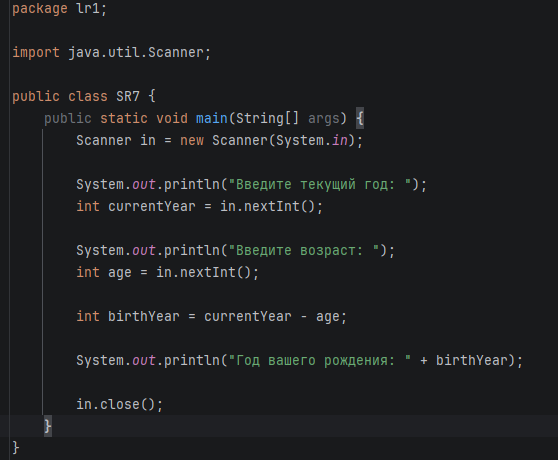 package lr1;
import java.util.Scanner;
public class SR7 {
public static void main(String[] args) {
Scanner in = new Scanner(System.in);
System.out.println("Введите текущий год: ");
int currentYear = in.nextInt();
System.out.println("Введите возраст: ");
int age = in.nextInt();
int birthYear = currentYear - age;
System.out.println("Год вашего рождения: " + birthYear);
in.close();
}
}